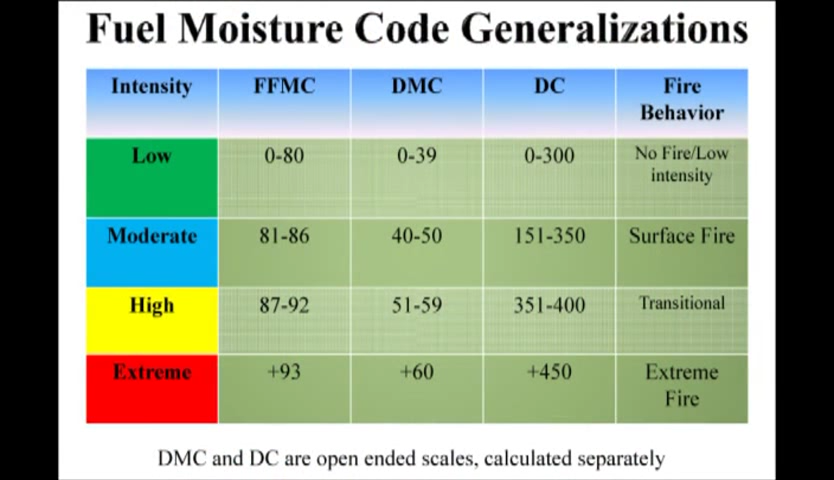 Fuel Moisture Code Generalizations
Intensity FFMC DMC DC Fire Behavior
Low 0-80 0-39 0-300 No Fire/Low intensity
Moderate 81-86 40-50 151-350 Surface Fire
High 87-92 51-59 351-400 Transitional
Extreme +93 +60 +450 Extreme Fire
DMC and DC are open ended scales, calculated separately